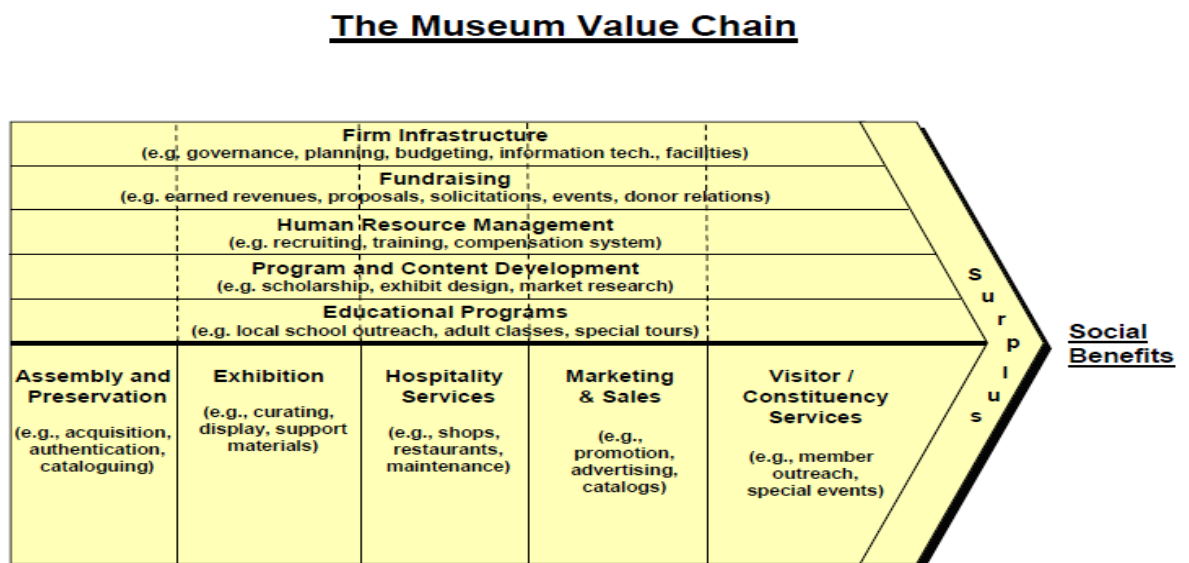 The Museum Value Chain
Firm Infrastructure
(e.g. governance, planning, budgeting, information tech., facilities)
Fundraising
(e.g. earned revenues, proposals, solicitations, events, donor relations)
Human Resource Management
(e.g. recruiting, training, compensation system)
Program and Content Development
(e.g. scholarship, exhibit design, market research)
Educational Programs
(e.g. local school outreach, adult classes, special tours)
Assembly and
Preservation
(e.g., acquisition,
authentication,
cataloguing)
Exhibition
(e.g., curating,
display, support
materials)
Hospitality
Services
(e.g., shops,
restaurants,
maintenance)
Marketing
& Sales
(e.g.,
promotion,
advertising,
catalogs)
Visitor /
Constituency
Services
(e.g., member
outreach,
special events)
Surplus
Social
Benefits